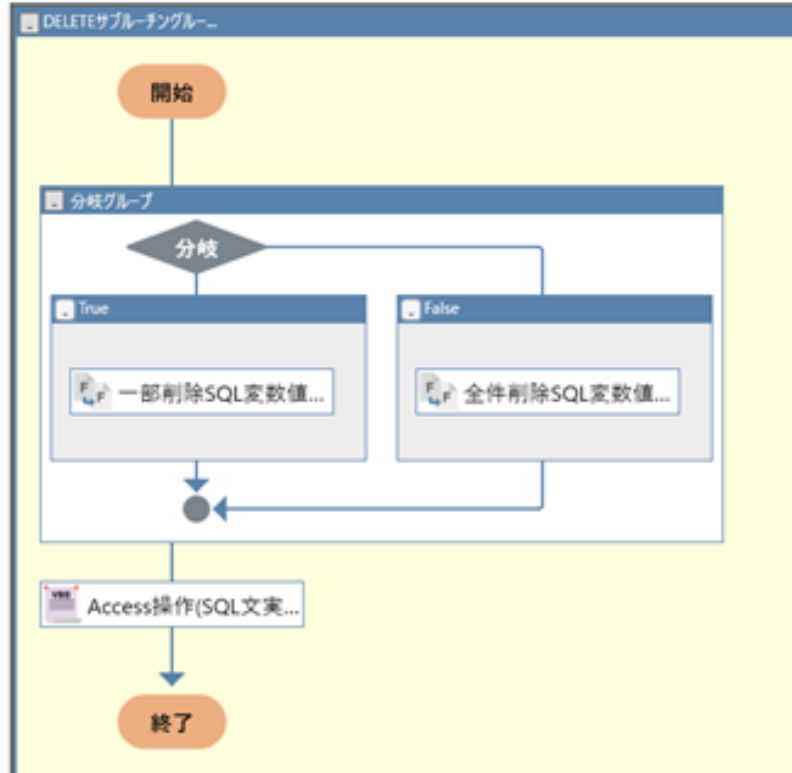 DELETEサブルーチングルー...
開始
分岐グループ
分岐
True
False
一部削除SQL変数値...
全件削除SQL変数値...
VBS
Access操作(SQL文実...
終了